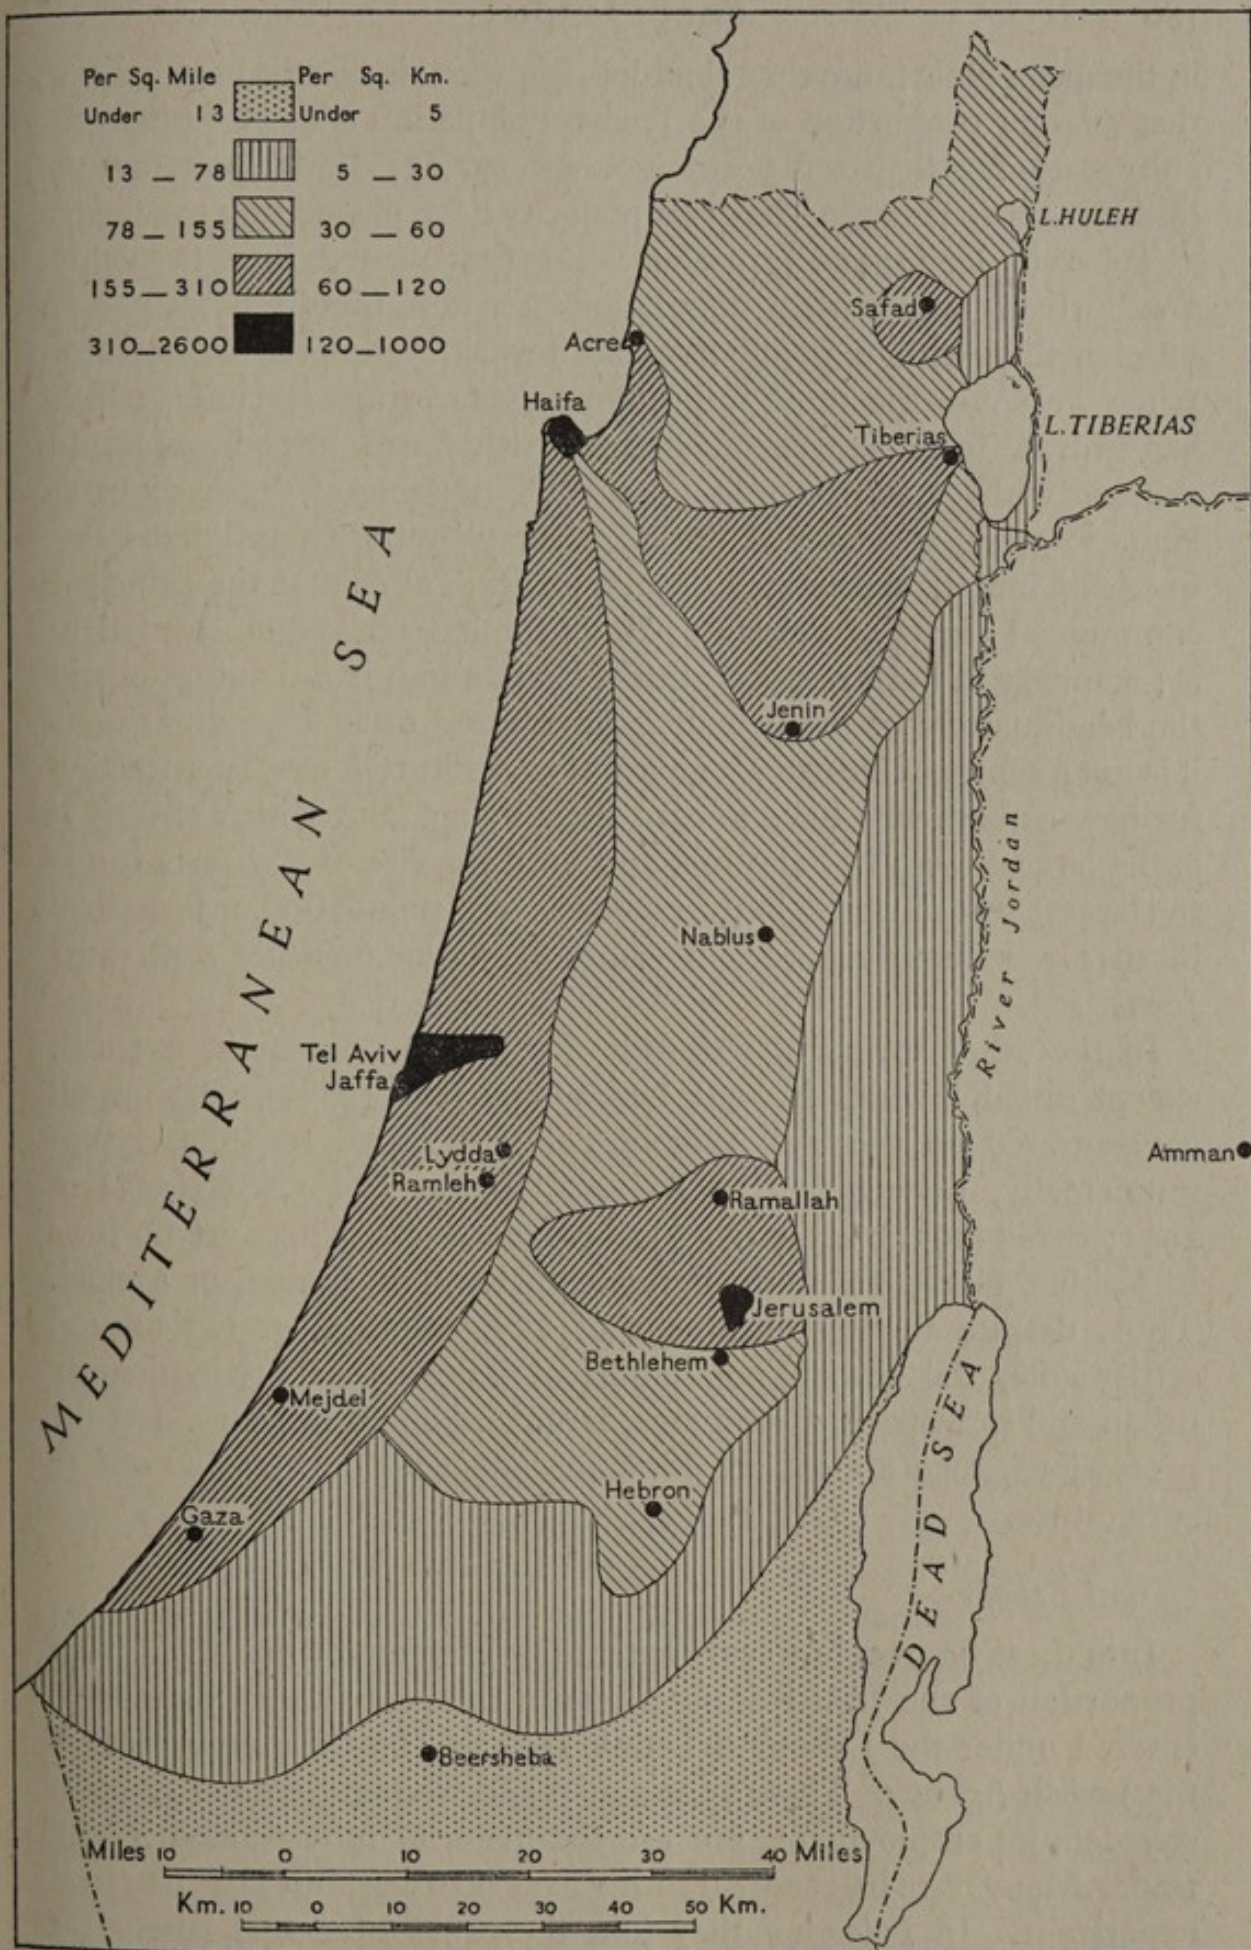 Per Sq. Mile Per Sq. Km.
Under 13 Under 5
13 — 78 5 — 30
78 — 155 30 — 60
155 — 310 60 — 120
310 — 2600 120 — 1000
L. HULEH
Safad
Acre
Haifa
Tiberias
L. TIBERIAS
MEDITERRANEAN SEA
Jenin
River Jordan
Nablus
Tel Aviv
Jaffa
Lydda
Ramleh
Amman
Ramallah
Jerusalem
Bethlehem
Mejdel
Hebron
Gaza
DEAD SEA
Beersheba
Miles 10 0 10 20 30 40 Miles
Km. 10 0 10 20 30 40 50 Km.